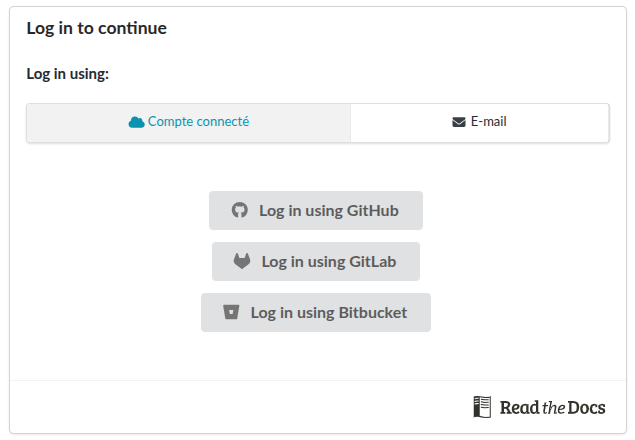 Log in to continue
Log in using:
Compte connecté
E-mail
Log in using GitHub
Log in using GitLab
Log in using Bitbucket
Read the Docs